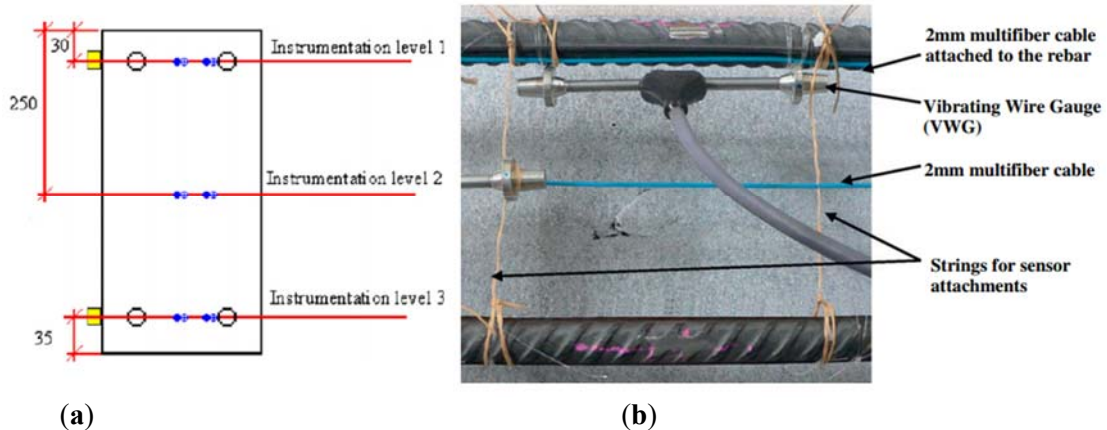 30
Instrumentation level 1
250
Instrumentation level 2
Instrumentation level 3
35
2mm multifiber cable
attached to the rebar
Vibrating Wire Gauge
(VWG)
2mm multifiber cable
Strings for sensor
attachments
(a)
(b)